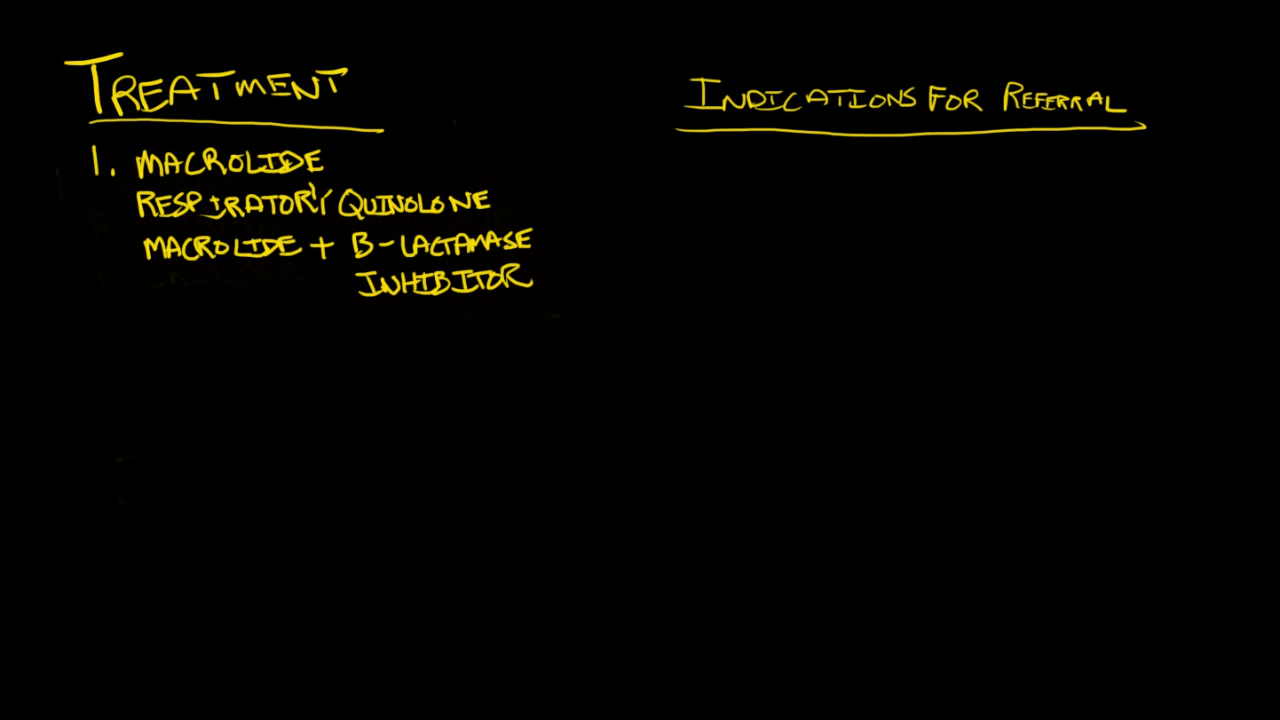 TREATMENT
1. MACROLIDE
RESPIRATORY QUINOLONE
MACROLIDE + B-LACTAMASE
INHIBITOR
INDICATIONS FOR REFERRAL